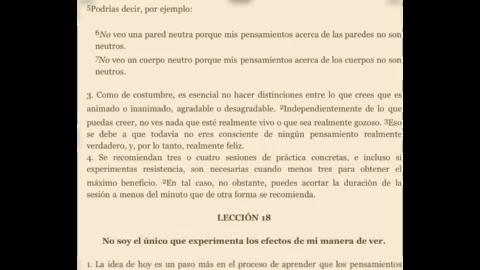 ⁵Podrías decir, por ejemplo:
⁶No veo una pared neutra porque mis pensamientos acerca de las paredes no son
neutros.
⁷No veo un cuerpo neutro porque mis pensamientos acerca de los cuerpos no son
neutros.
3. Como de costumbre, es esencial no hacer distinciones entre lo que crees que es
animado o inanimado, agradable o desagradable. ²Independientemente de lo que
puedas creer, no ves nada que esté realmente vivo o que sea realmente gozoso. ³Eso
se debe a que todavía no eres consciente de ningún pensamiento realmente
verdadero, y, por lo tanto, realmente feliz.
4. Se recomiendan tres o cuatro sesiones de práctica concretas, e incluso si
experimentas resistencia, son necesarias cuando menos tres para obtener el
máximo beneficio. ²En tal caso, no obstante, puedes acortar la duración de la
sesión a menos del minuto que de otra forma se recomienda.
LECCIÓN 18
No soy el único que experimenta los efectos de mi manera de ver.
1. La idea de hoy es un paso más en el proceso de aprender que los pensamientos